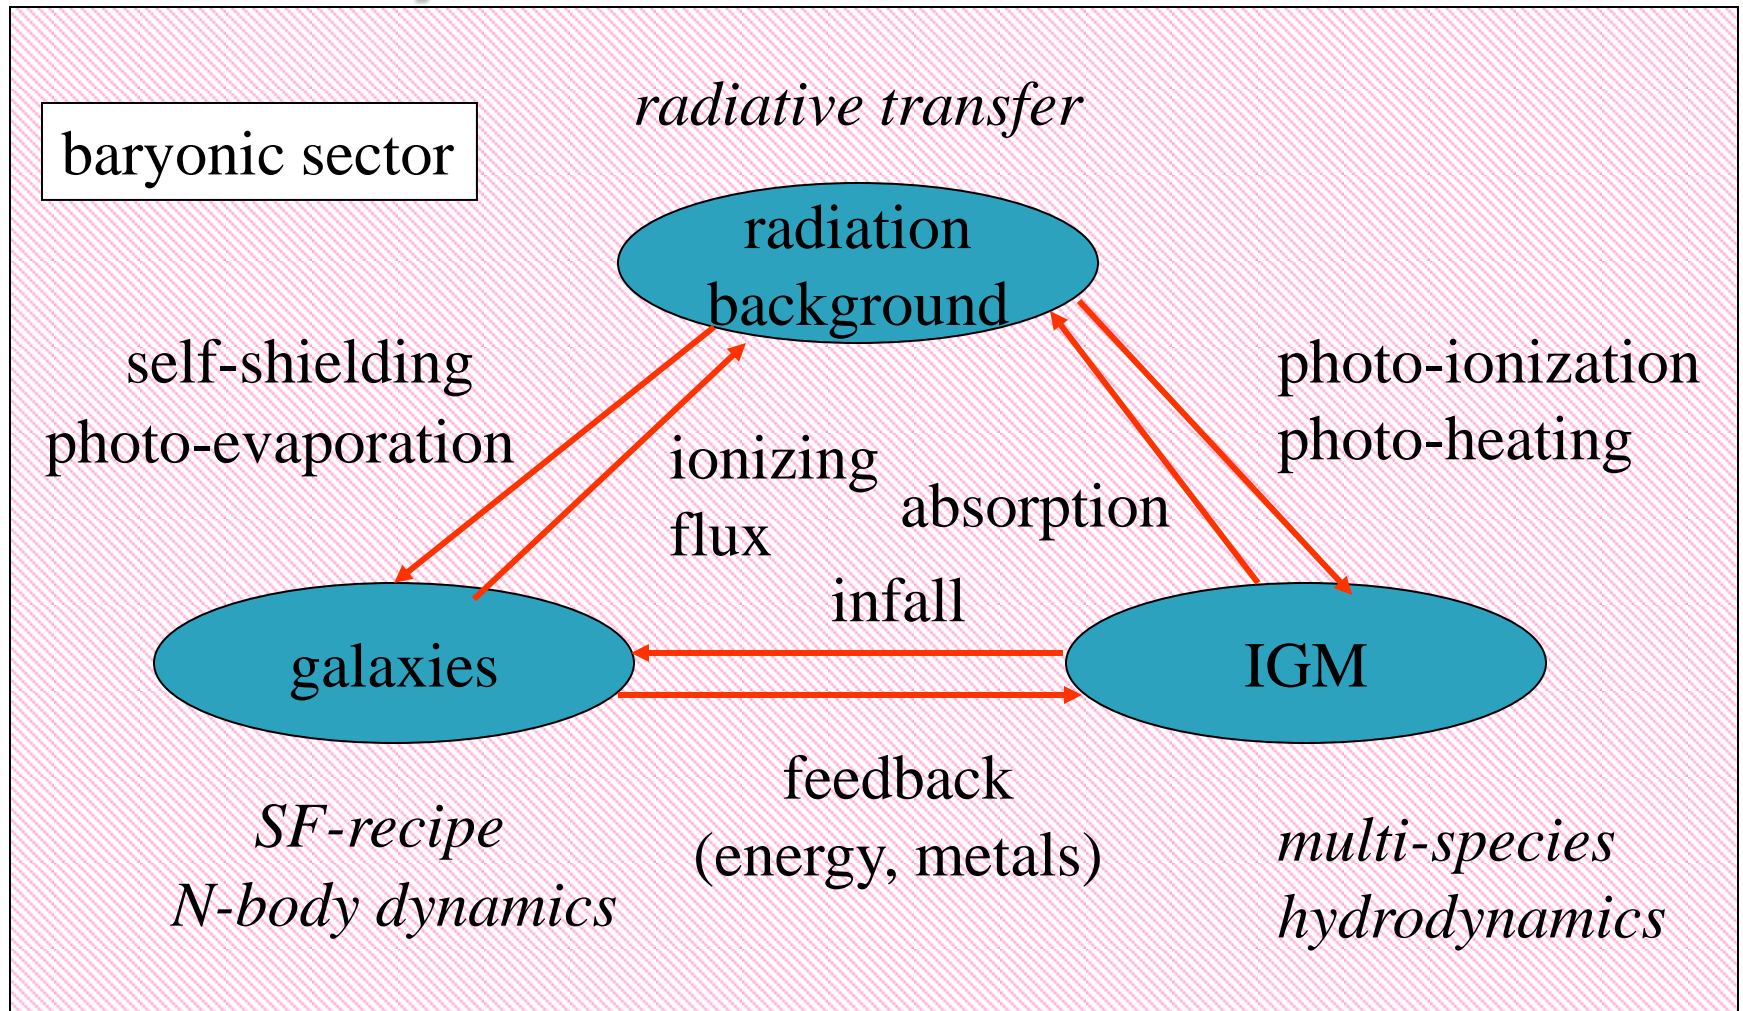 radiative transfer
baryonic sector
radiation
background
self-shielding
photo-evaporation
photo-ionization
photo-heating
ionizing
flux
absorption
infall
galaxies
IGM
feedback
(energy, metals)
SF-recipe
N-body dynamics
multi-species
hydrodynamics